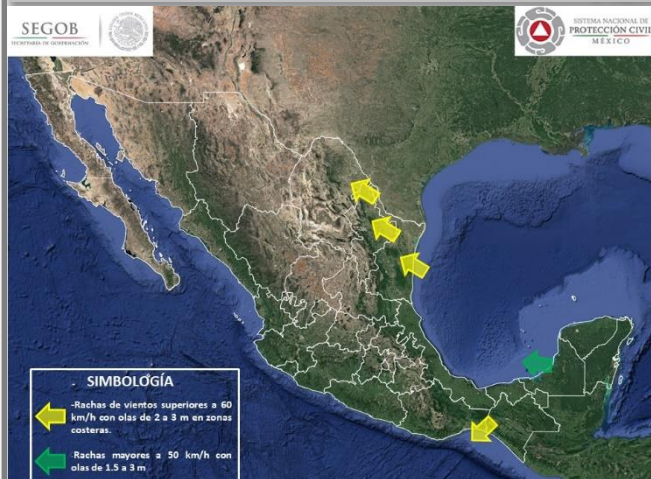 SEGOB
SECRETARÍA DE GOBERNACIÓN
SISTEMA NACIONAL DE
PROTECCIÓN CIVIL
MÉXICO
SIMBOLOGÍA
-Rachas de vientos superiores a 60
km/h con olas de 2 a 3 m en zonas
costeras.
Rachas mayores a 50 km/h con
olas de 1.5 a 3 m